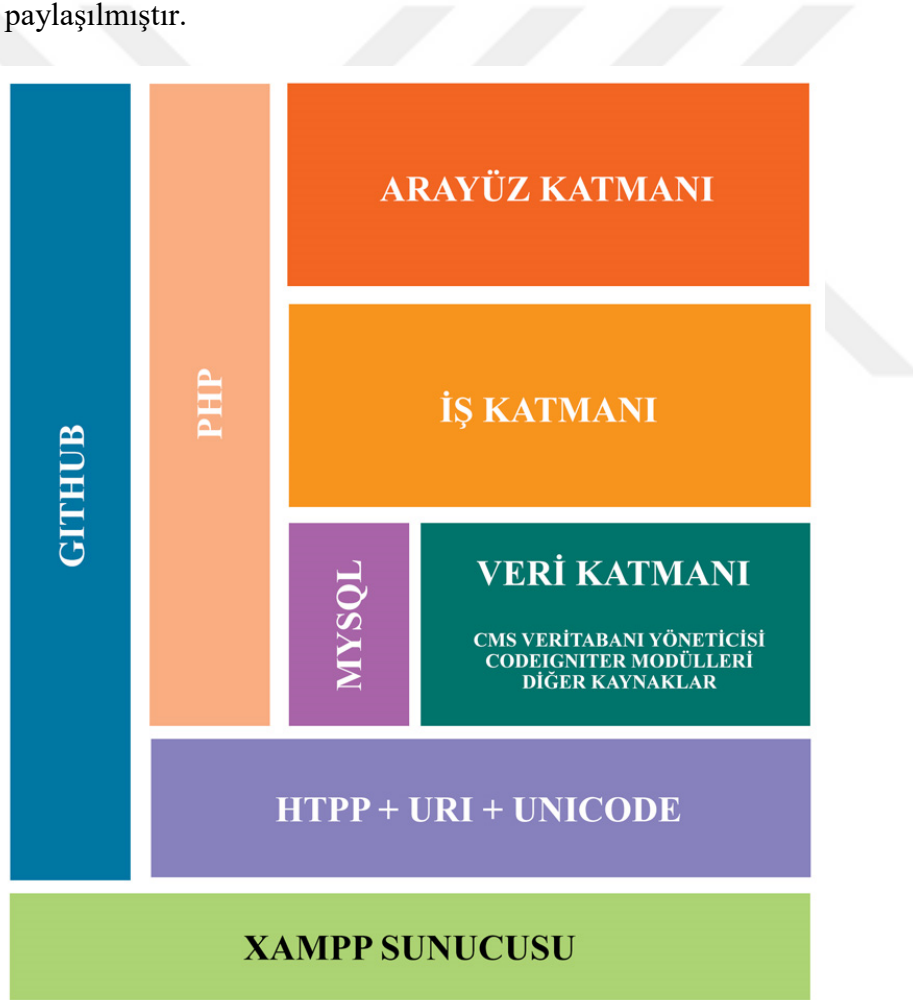 paylaşılmıştır.
GITHUB
PHP
ARAYÜZ KATMANI
İŞ KATMANI
MYSQL
VERİ KATMANI
CMS VERİTABANI YÖNETİCİSİ
CODEIGNITER MODÜLLERİ
DİĞER KAYNAKLAR
HTPP + URI + UNICODE
XAMPP SUNUCUSU